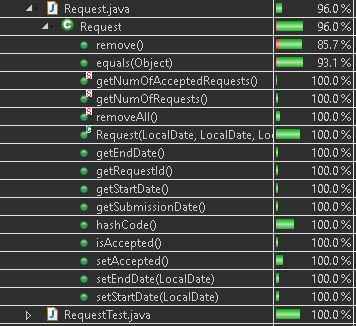 Request.java 96.0 %
Request 96.0 %
remove() 85.7 %
equals(Object) 93.1 %
getNumOfAcceptedRequests() 100.0 %
getNumOfRequests() 100.0 %
removeAll() 100.0 %
Request(LocalDate, LocalDate, Loc 100.0 %
getEndDate() 100.0 %
getRequestId() 100.0 %
getStartDate() 100.0 %
getSubmissionDate() 100.0 %
hashCode() 100.0 %
isAccepted() 100.0 %
setAccepted() 100.0 %
setEndDate(LocalDate) 100.0 %
setStartDate(LocalDate) 100.0 %
RequestTest.java 100.0 %